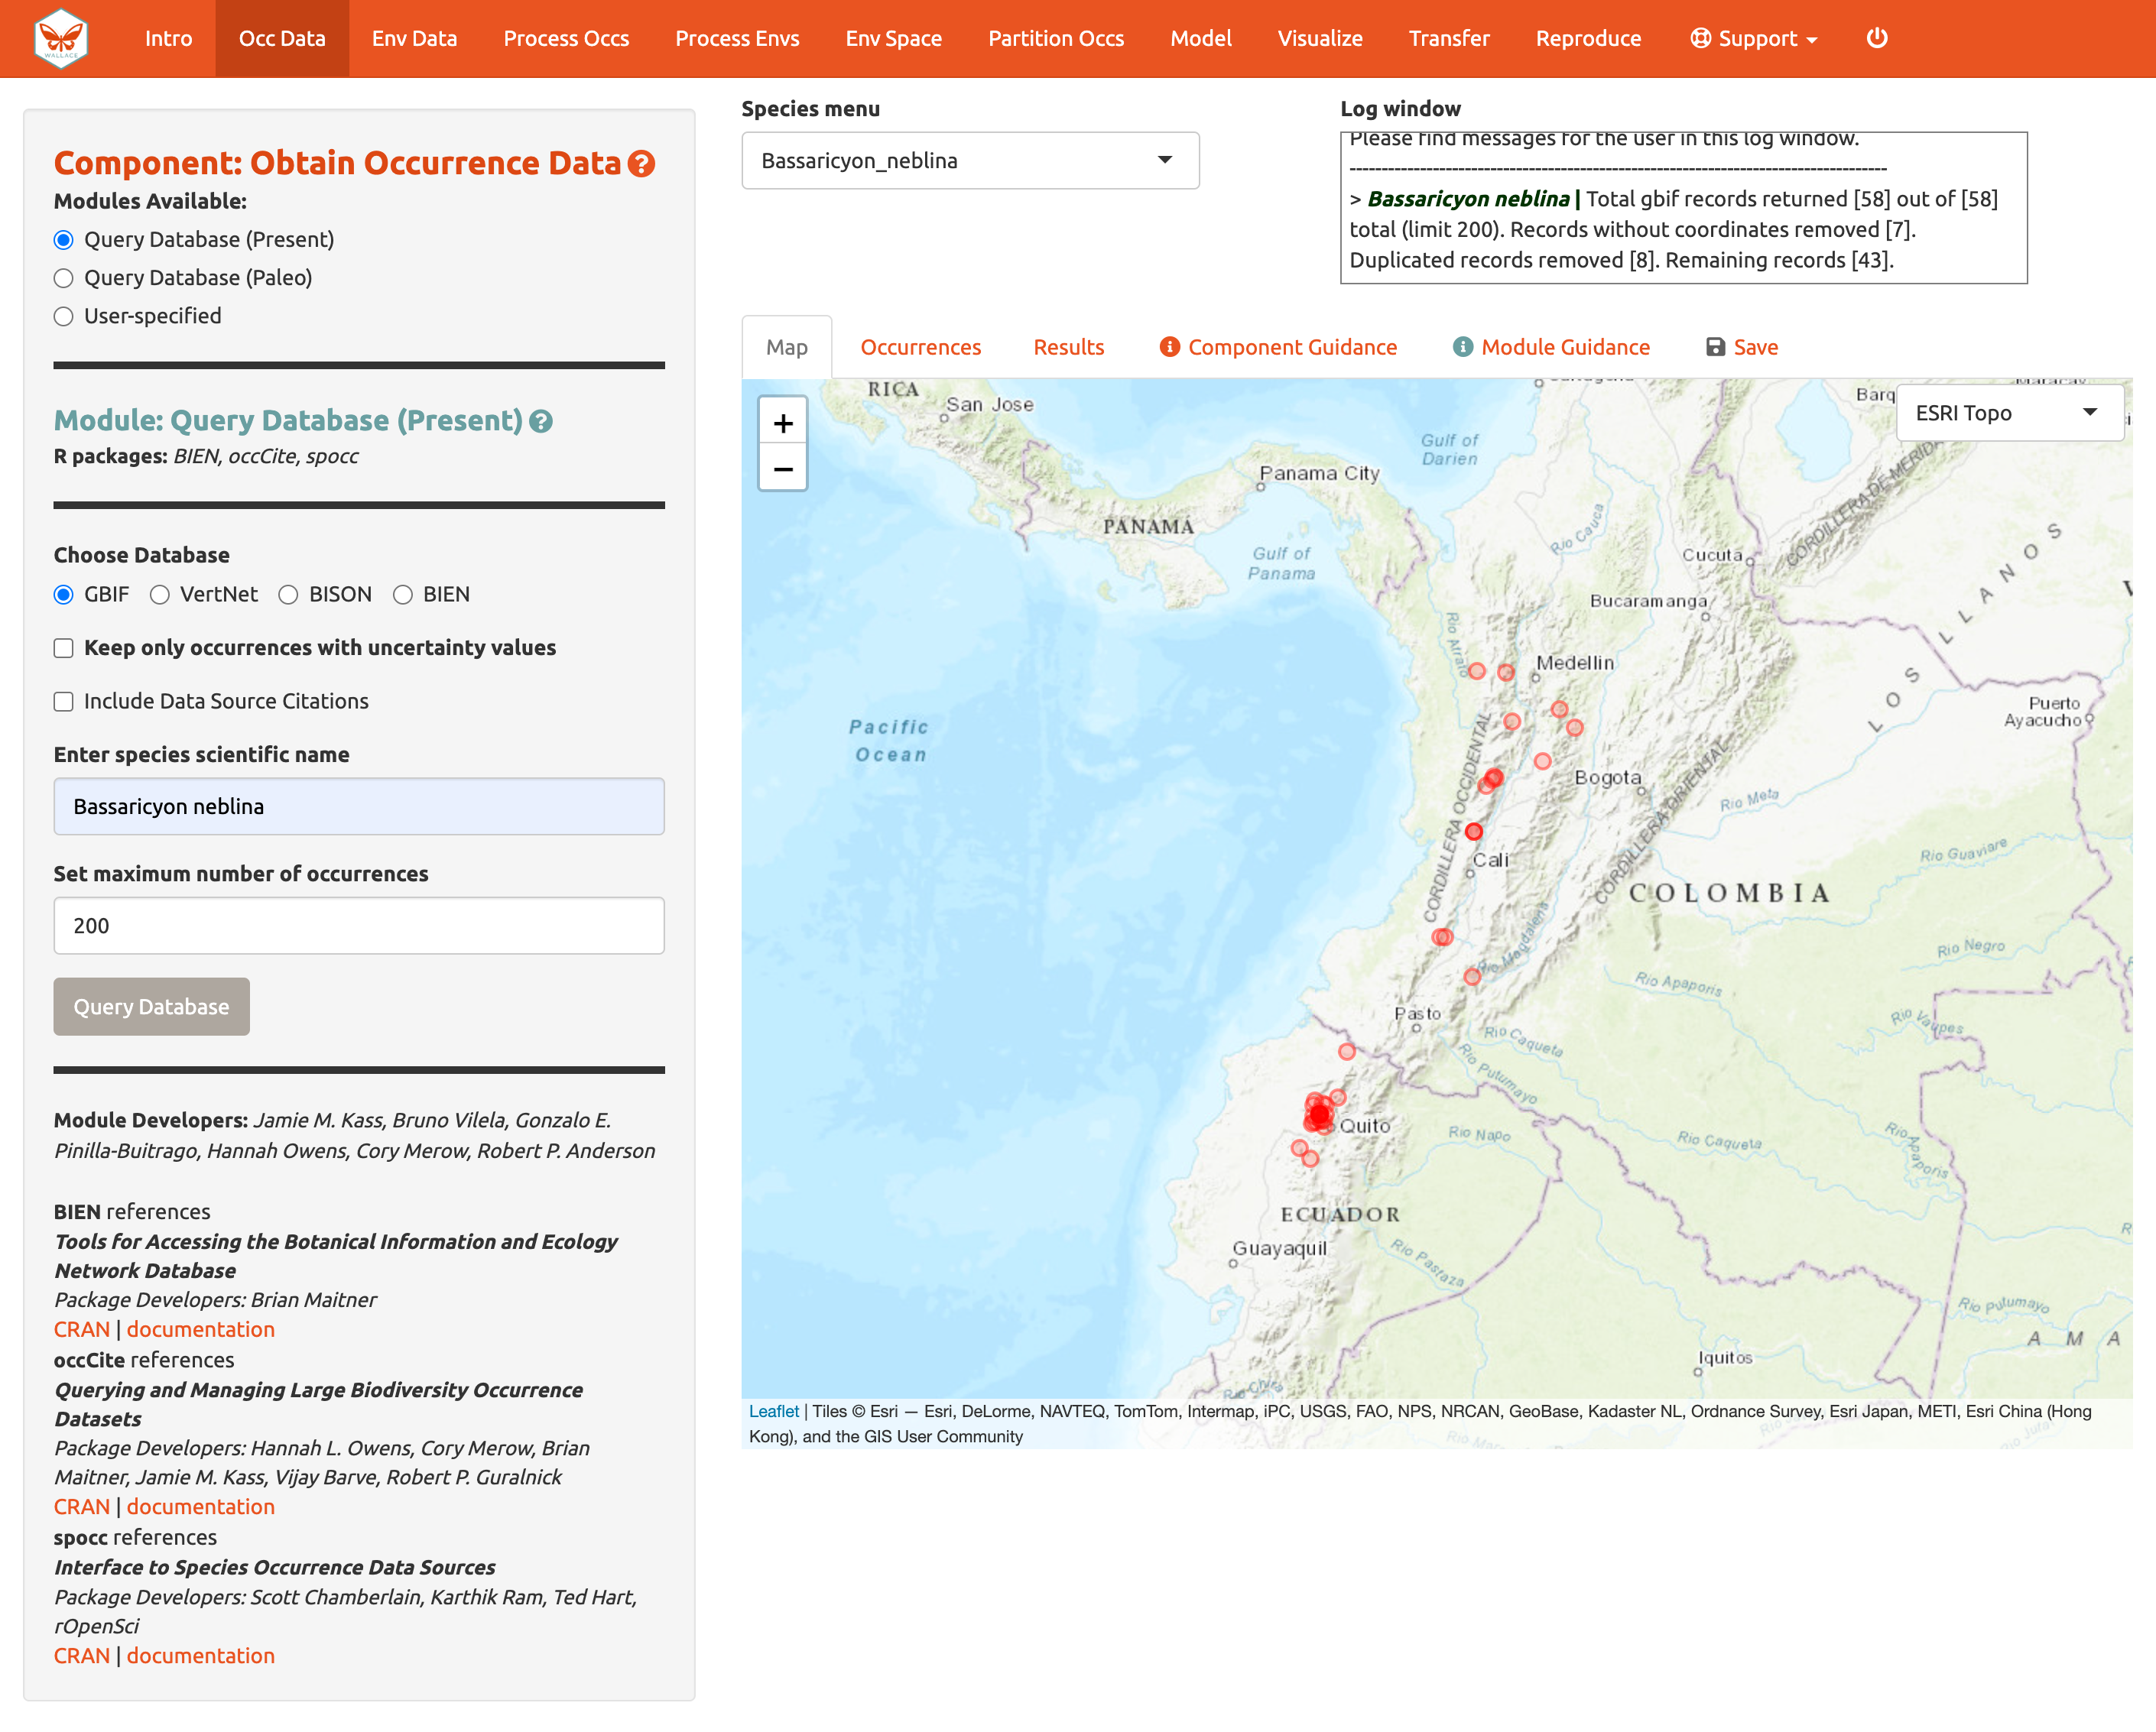 WALLACE
Intro
Occ Data
Env Data
Process Occs
Process Envs
Env Space
Partition Occs
Model
Visualize
Transfer
Reproduce
Support
Component: Obtain Occurrence Data
Modules Available:
Query Database (Present)
Query Database (Paleo)
User-specified
Module: Query Database (Present)
R packages: BIEN, occCite, spocc
Choose Database
GBIF
VertNet
BISON
BIEN
Keep only occurrences with uncertainty values
Include Data Source Citations
Enter species scientific name
Bassaricyon neblina
Set maximum number of occurrences
200
Query Database
Module Developers: Jamie M. Kass, Bruno Vilela, Gonzalo E.
Pinilla-Buitrago, Hannah Owens, Cory Merow, Robert P. Anderson
BIEN references
Tools for Accessing the Botanical Information and Ecology
Network Database
Package Developers: Brian Maitner
CRAN | documentation
occCite references
Querying and Managing Large Biodiversity Occurrence
Datasets
Package Developers: Hannah L. Owens, Cory Merow, Brian
Maitner, Jamie M. Kass, Vijay Barve, Robert P. Guralnick
CRAN | documentation
spocc references
Interface to Species Occurrence Data Sources
Package Developers: Scott Chamberlain, Karthik Ram, Ted Hart,
rOpenSci
CRAN | documentation
Species menu
Bassaricyon_neblina
Log window
Please find messages for the user in this log window.
--------------------------------------------------------------------------------
> Bassaricyon neblina | Total gbif records returned [58] out of [58]
total (limit 200). Records without coordinates removed [7].
Duplicated records removed [8]. Remaining records [43].
Map
Occurrences
Results
Component Guidance
Module Guidance
Save
+
−
ESRI Topo
RICA
San Jose
Barq
Maracay
Gulf of
Darien
Panama City
PANAMÁ
Gulf of
Panama
Rio Cauca
Cucuta
CORDILLERA DE MERIDA
LOS LLANOS
Bucaramanga
Rio Atrato
Medellin
Puerto
Ayacucho
Pacific
Ocean
CORDILLERA OCCIDENTAL
Bogota
CORDILLERA ORIENTAL
Rio Meta
Rio Guaviare
Cali
COLOMBIA
Rio Magdalena
Rio Negro
Rio Apaporis
Pasto
Rio Vaupes
Rio Caqueta
Rio Putumayo
Quito
Rio Napo
Rio Caqueta
Rio Apaporis
ECUADOR
Guayaquil
Rio Pastaza
Rio Putumayo
A M A
Iquitos
Rio Chira
Leaflet | Tiles © Esri — Esri, DeLorme, NAVTEQ, TomTom, Intermap, iPC, USGS, FAO, NPS, NRCAN, GeoBase, Kadaster NL, Ordnance Survey, Esri Japan, METI, Esri China (Hong
Kong), and the GIS User Community